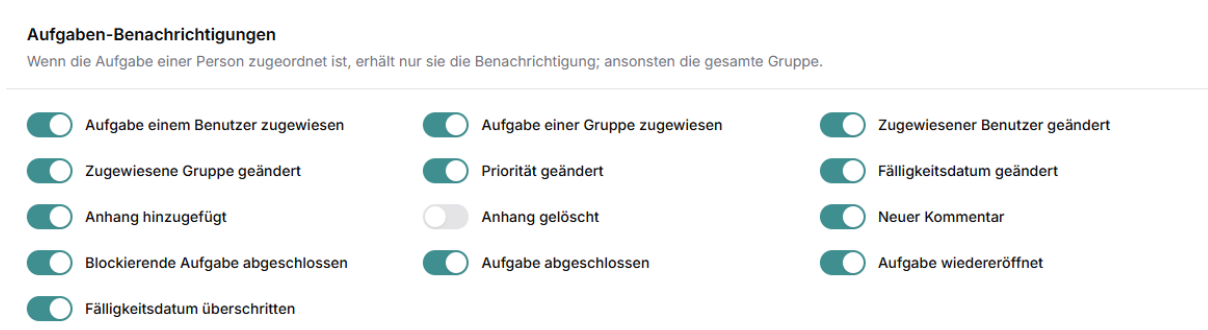 Aufgaben-Benachrichtigungen
Wenn die Aufgabe einer Person zugeordnet ist, erhält nur sie die Benachrichtigung; ansonsten die gesamte Gruppe.
Aufgabe einem Benutzer zugewiesen
Aufgabe einer Gruppe zugewiesen
Zugewiesener Benutzer geändert
Zugewiesene Gruppe geändert
Priorität geändert
Fälligkeitsdatum geändert
Anhang hinzugefügt
Anhang gelöscht
Neuer Kommentar
Blockierende Aufgabe abgeschlossen
Aufgabe abgeschlossen
Aufgabe wiedereröffnet
Fälligkeitsdatum überschritten